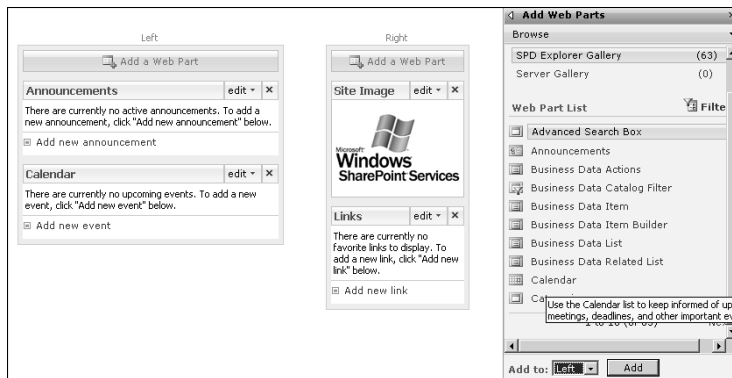 Left
Add a Web Part
Announcements edit ×
There are currently no active announcements. To add a
new announcement, click "Add new announcement" below.
Add new announcement
Calendar edit ×
There are currently no upcoming events. To add a new
event, click "Add new event" below.
Add new event
Right
Add a Web Part
Site Image edit ×
Microsoft
Windows
SharePoint Services
Links edit ×
There are currently no
favorite links to display. To
add a new link, click "Add new
link" below.
Add new link
Add Web Parts
Browse
SPD Explorer Gallery (63)
Server Gallery (0)
Web Part List Filte
Advanced Search Box
Announcements
Business Data Actions
Business Data Catalog Filter
Business Data Item
Business Data Item Builder
Business Data List
Business Data Related List
Calendar
Use the Calendar list to keep informed of up
meetings, deadlines, and other important ev
Add to: Left Add